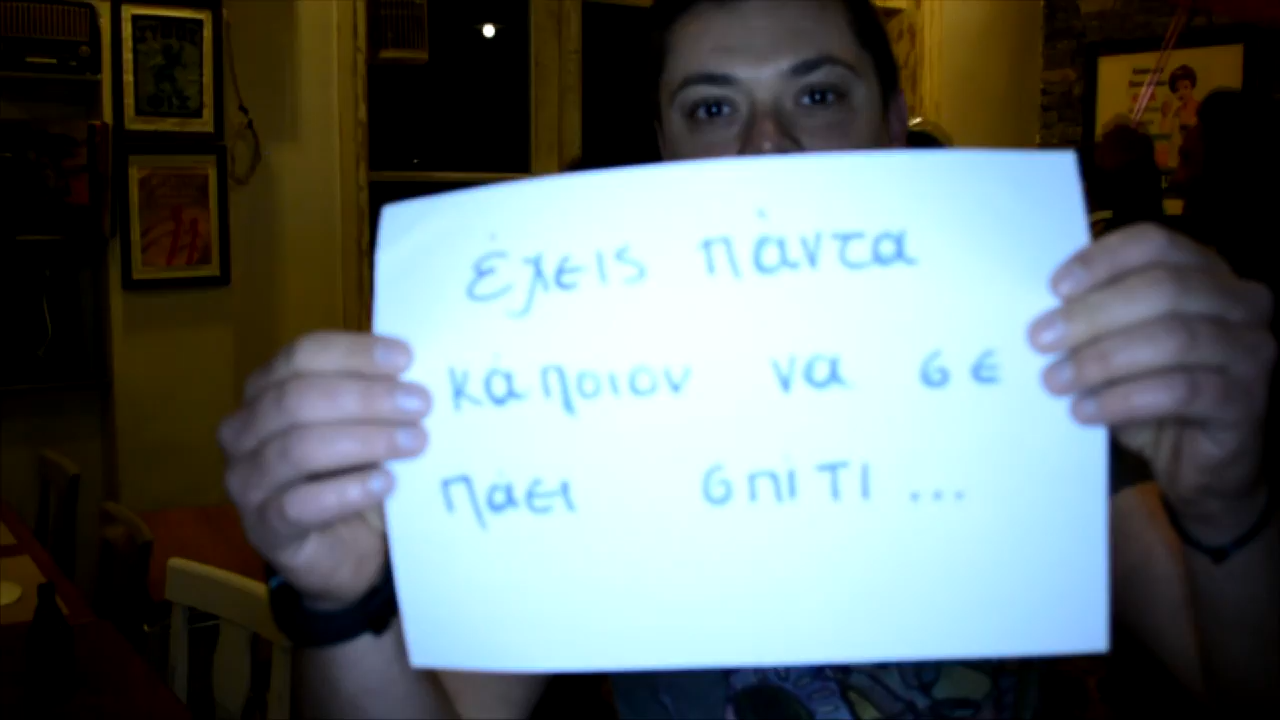 έχεις πάντα
κάποιον να σε
πάει σπίτι...